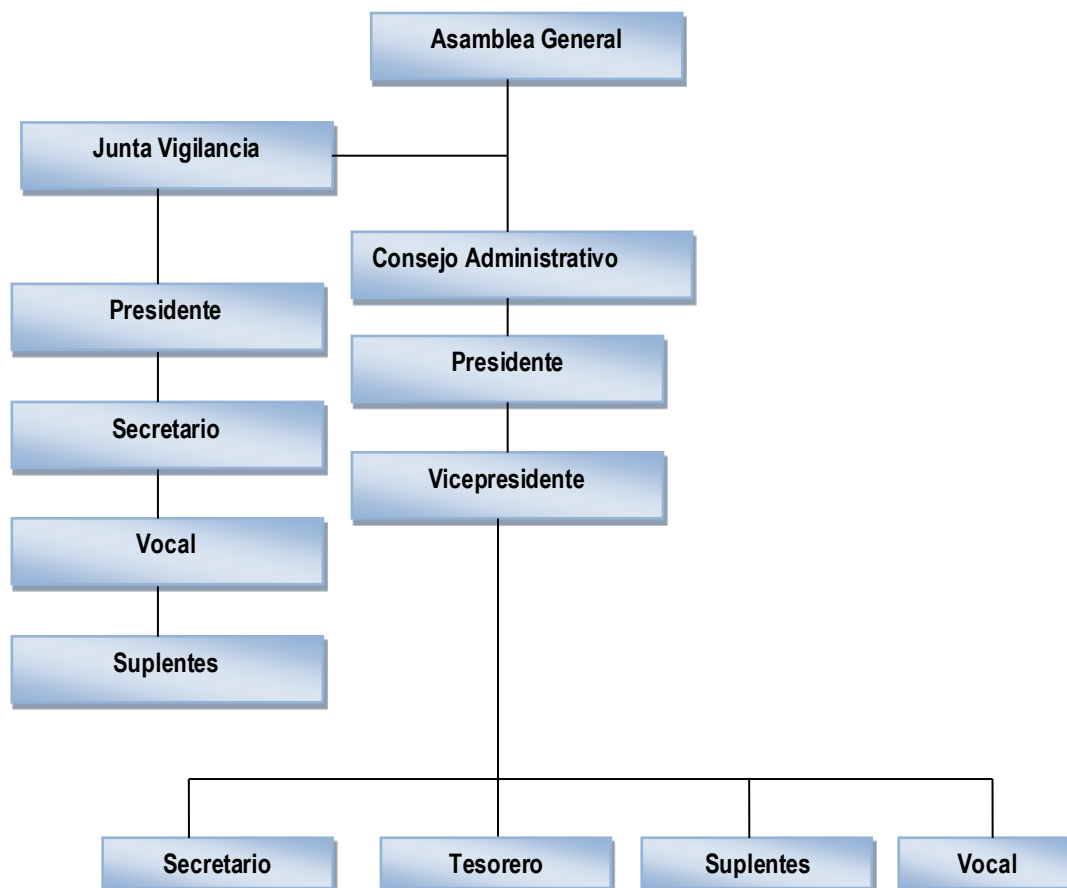 Asamblea General
Junta Vigilancia
Consejo Administrativo
Presidente
Presidente
Secretario
Vicepresidente
Vocal
Suplentes
Secretario
Tesorero
Suplentes
Vocal